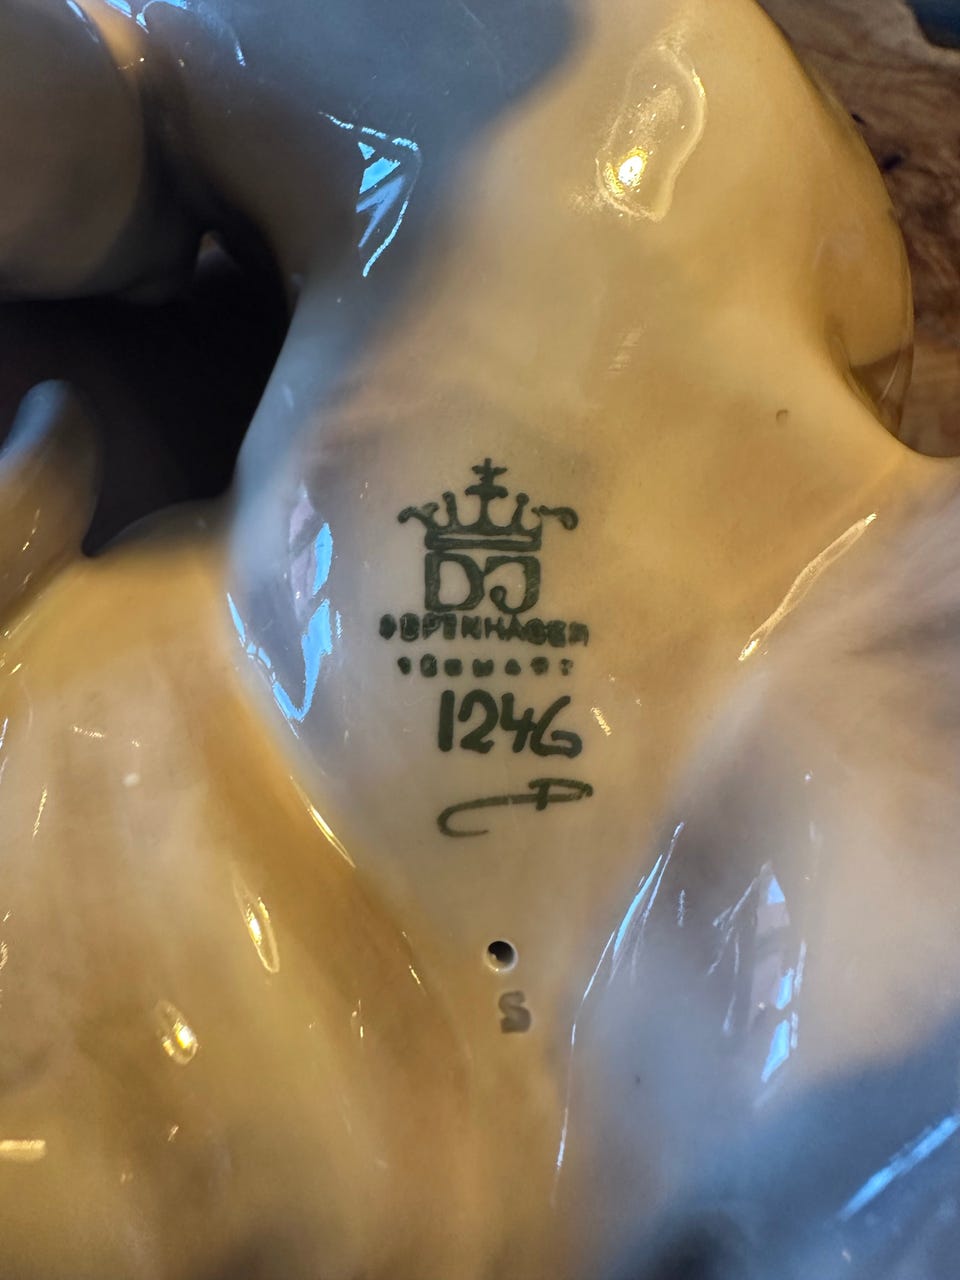 DJ
COPENHAGEN
DENMARK
1246
S